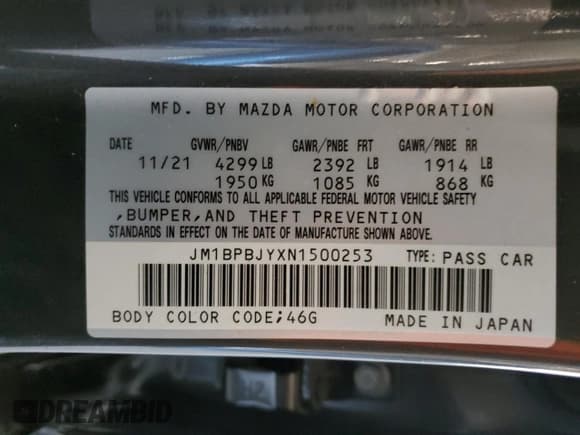 MFD. BY MAZDA MOTOR CORPORATION
DATE GVWR/PNBV GAWR/PNBE FRT GAWR/PNBE RR
11/21 4299 LB 2392 LB 1914 LB
1950 KG 1085 KG 868 KG
THIS VEHICLE CONFORMS TO ALL APPLICABLE FEDERAL MOTOR VEHICLE SAFETY
,BUMPER,AND THEFT PREVENTION
STANDARDS IN EFFECT ON THE DATE OF MANUFACTURE SHOWN ABOVE.
JM1BPBJYXN1500253 TYPE: PASS CAR
BODY COLOR CODE;46G MADE IN JAPAN
12
DREAMBID